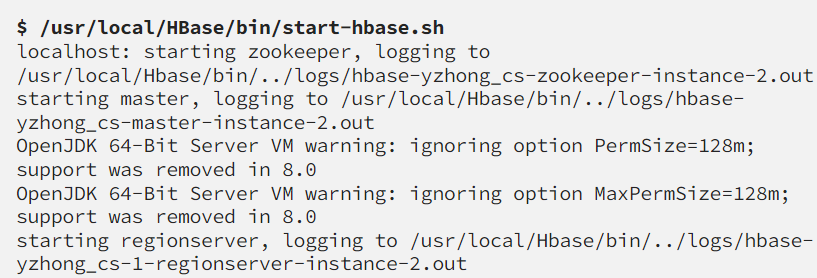 $ /usr/local/HBase/bin/start-hbase.sh
localhost: starting zookeeper, logging to
/usr/local/Hbase/bin/../logs/hbase-yzhong_cs-zookeeper-instance-2.out
starting master, logging to /usr/local/Hbase/bin/../logs/hbase-
yzhong_cs-master-instance-2.out
OpenJDK 64-Bit Server VM warning: ignoring option PermSize=128m;
support was removed in 8.0
OpenJDK 64-Bit Server VM warning: ignoring option MaxPermSize=128m;
support was removed in 8.0
starting regionserver, logging to /usr/local/Hbase/bin/../logs/hbase-
yzhong_cs-1-regionserver-instance-2.out